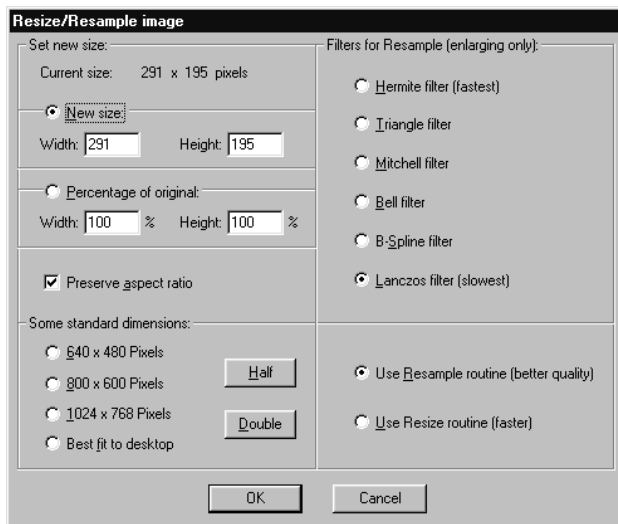 Resize/Resample image
Set new size:
Current size: 291 x 195 pixels
New size:
Width: 291 Height: 195
Percentage of original:
Width: 100 % Height: 100 %
Preserve aspect ratio
Some standard dimensions:
640 x 480 Pixels
800 x 600 Pixels
1024 x 768 Pixels
Best fit to desktop
Half
Double
Filters for Resample (enlarging only):
Hermite filter (fastest)
Triangle filter
Mitchell filter
Bell filter
B-Spline filter
Lanczos filter (slowest)
Use Resample routine (better quality)
Use Resize routine (faster)
OK Cancel